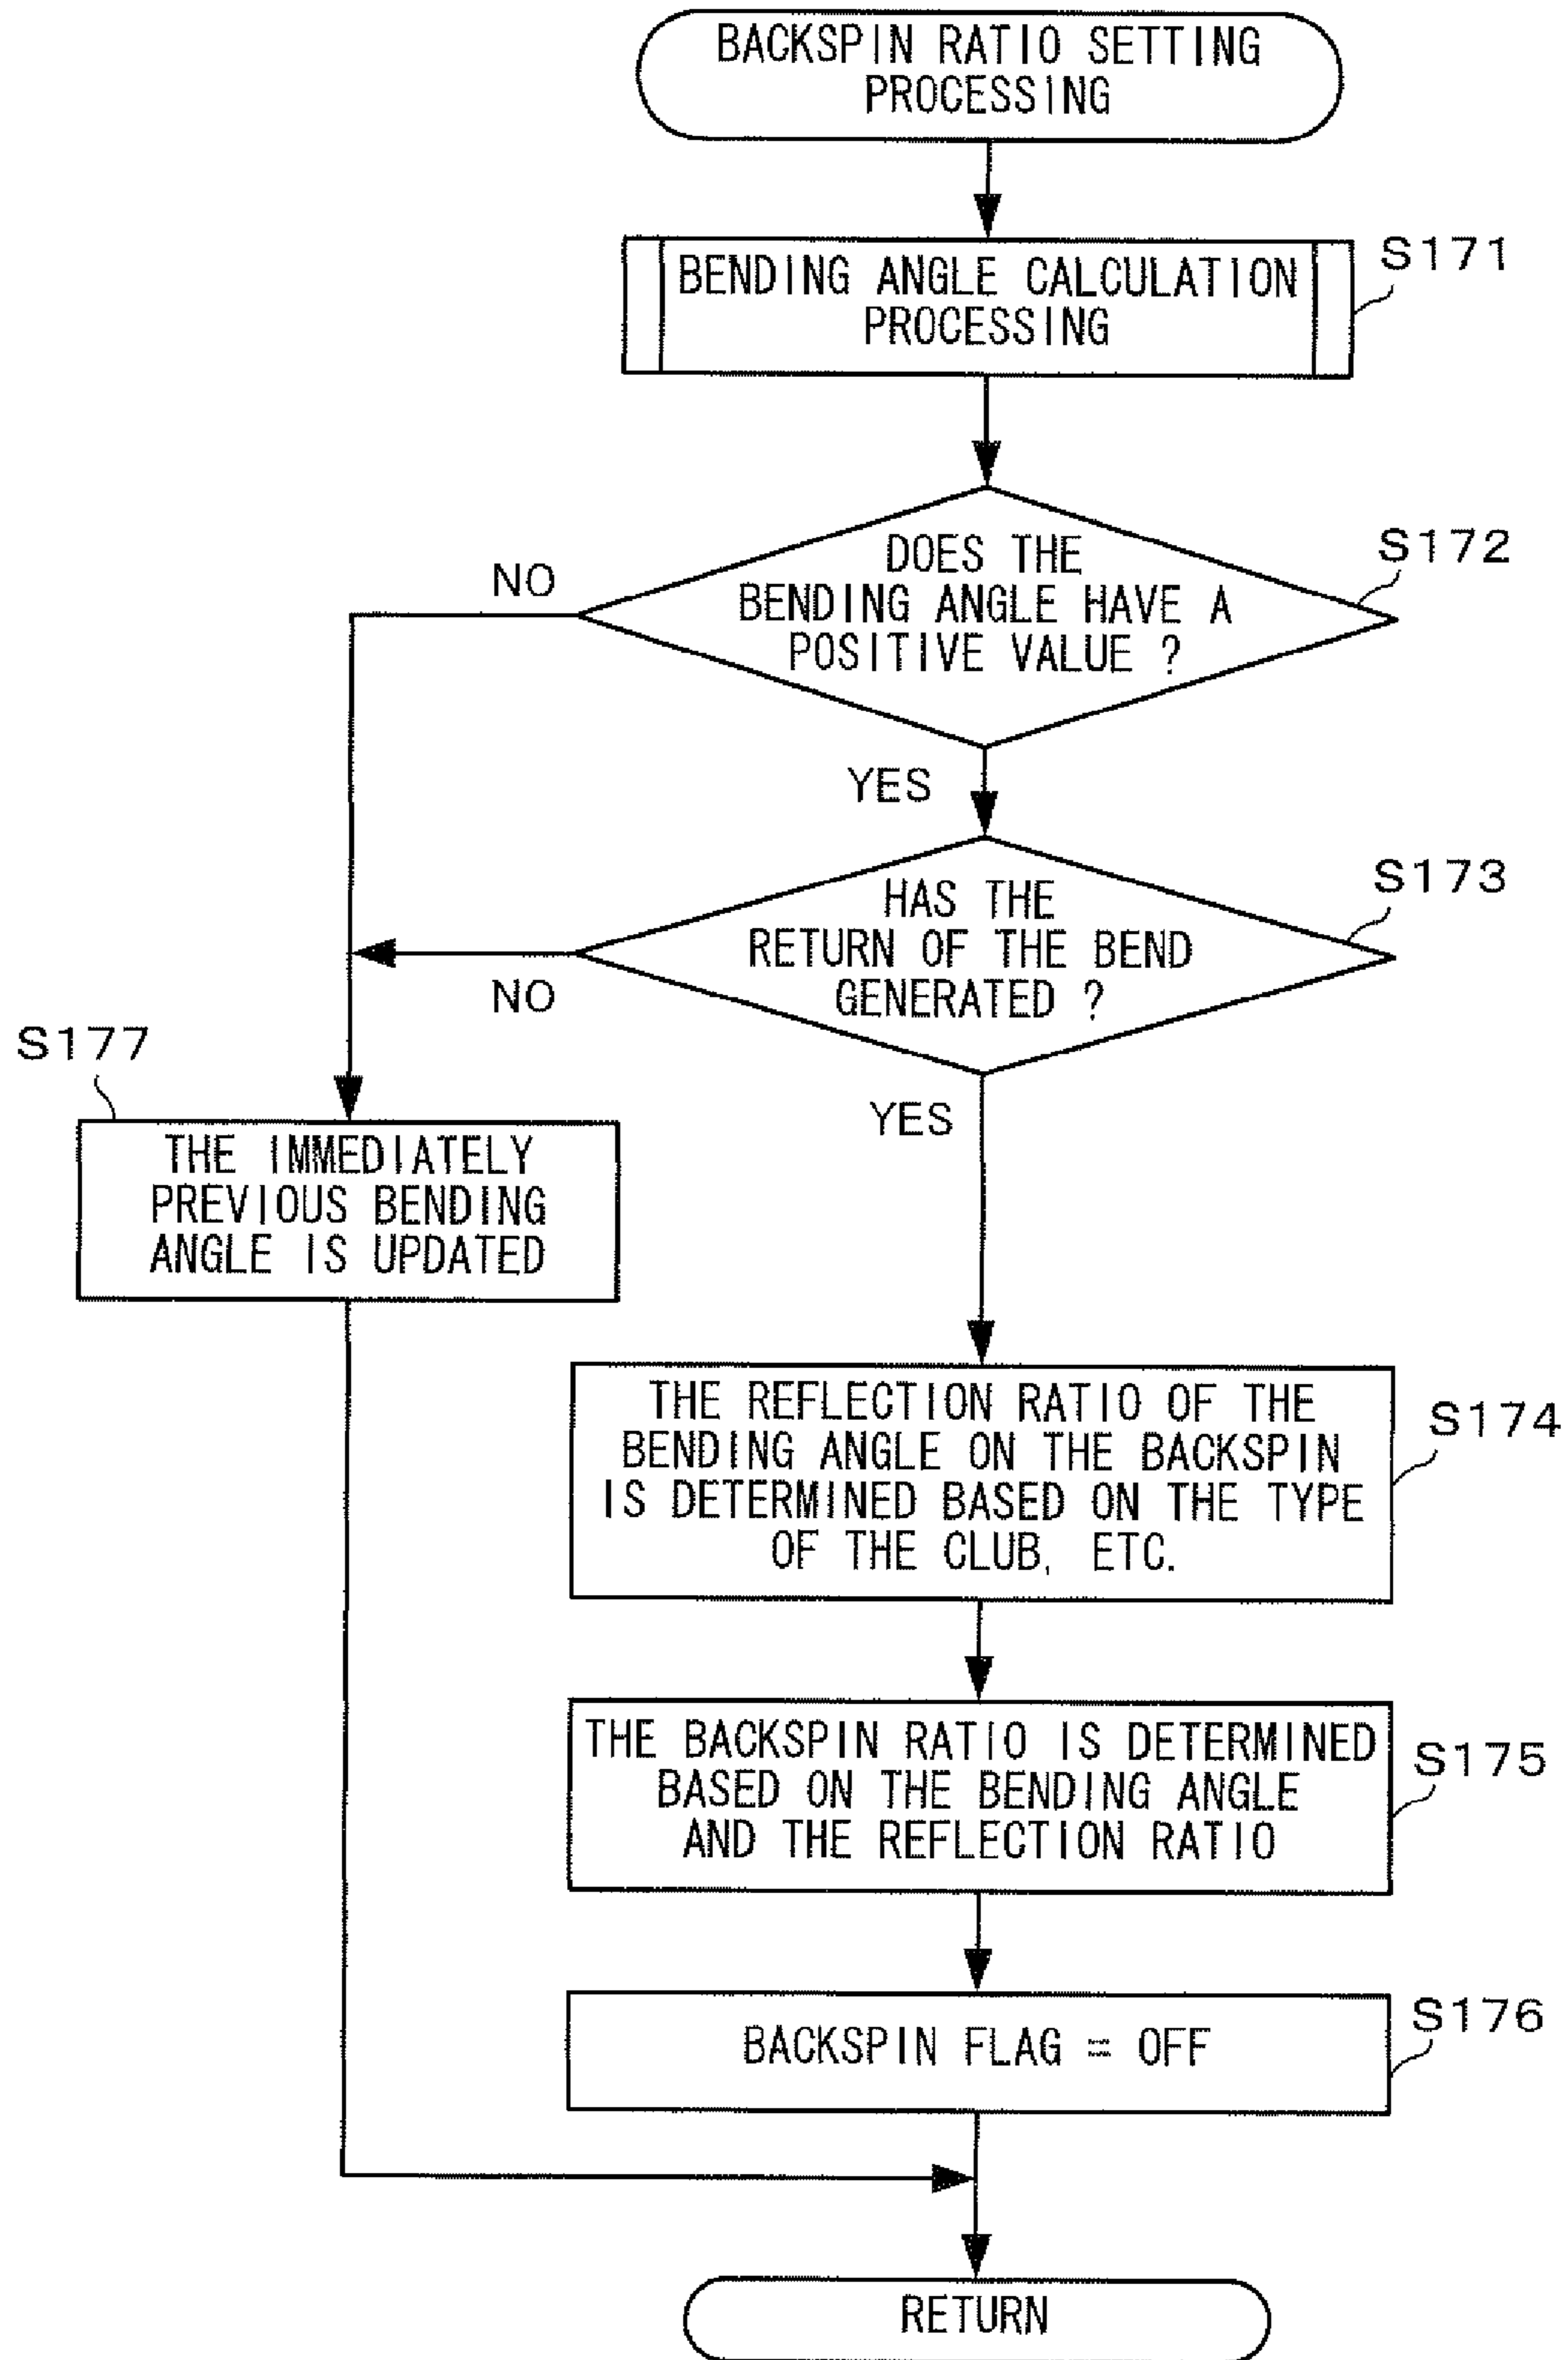 BACKSPIN RATIO SETTING
PROCESSING
BENDING ANGLE CALCULATION
PROCESSING
S171
DOES THE
BENDING ANGLE HAVE A
POSITIVE VALUE ?
S172
NO
YES
HAS THE
RETURN OF THE BEND
GENERATED ?
S173
NO
YES
S177
THE IMMEDIATELY
PREVIOUS BENDING
ANGLE IS UPDATED
THE REFLECTION RATIO OF THE
BENDING ANGLE ON THE BACKSPIN
IS DETERMINED BASED ON THE TYPE
OF THE CLUB, ETC.
S174
THE BACKSPIN RATIO IS DETERMINED
BASED ON THE BENDING ANGLE
AND THE REFLECTION RATIO
S175
BACKSPIN FLAG = OFF
S176
RETURN